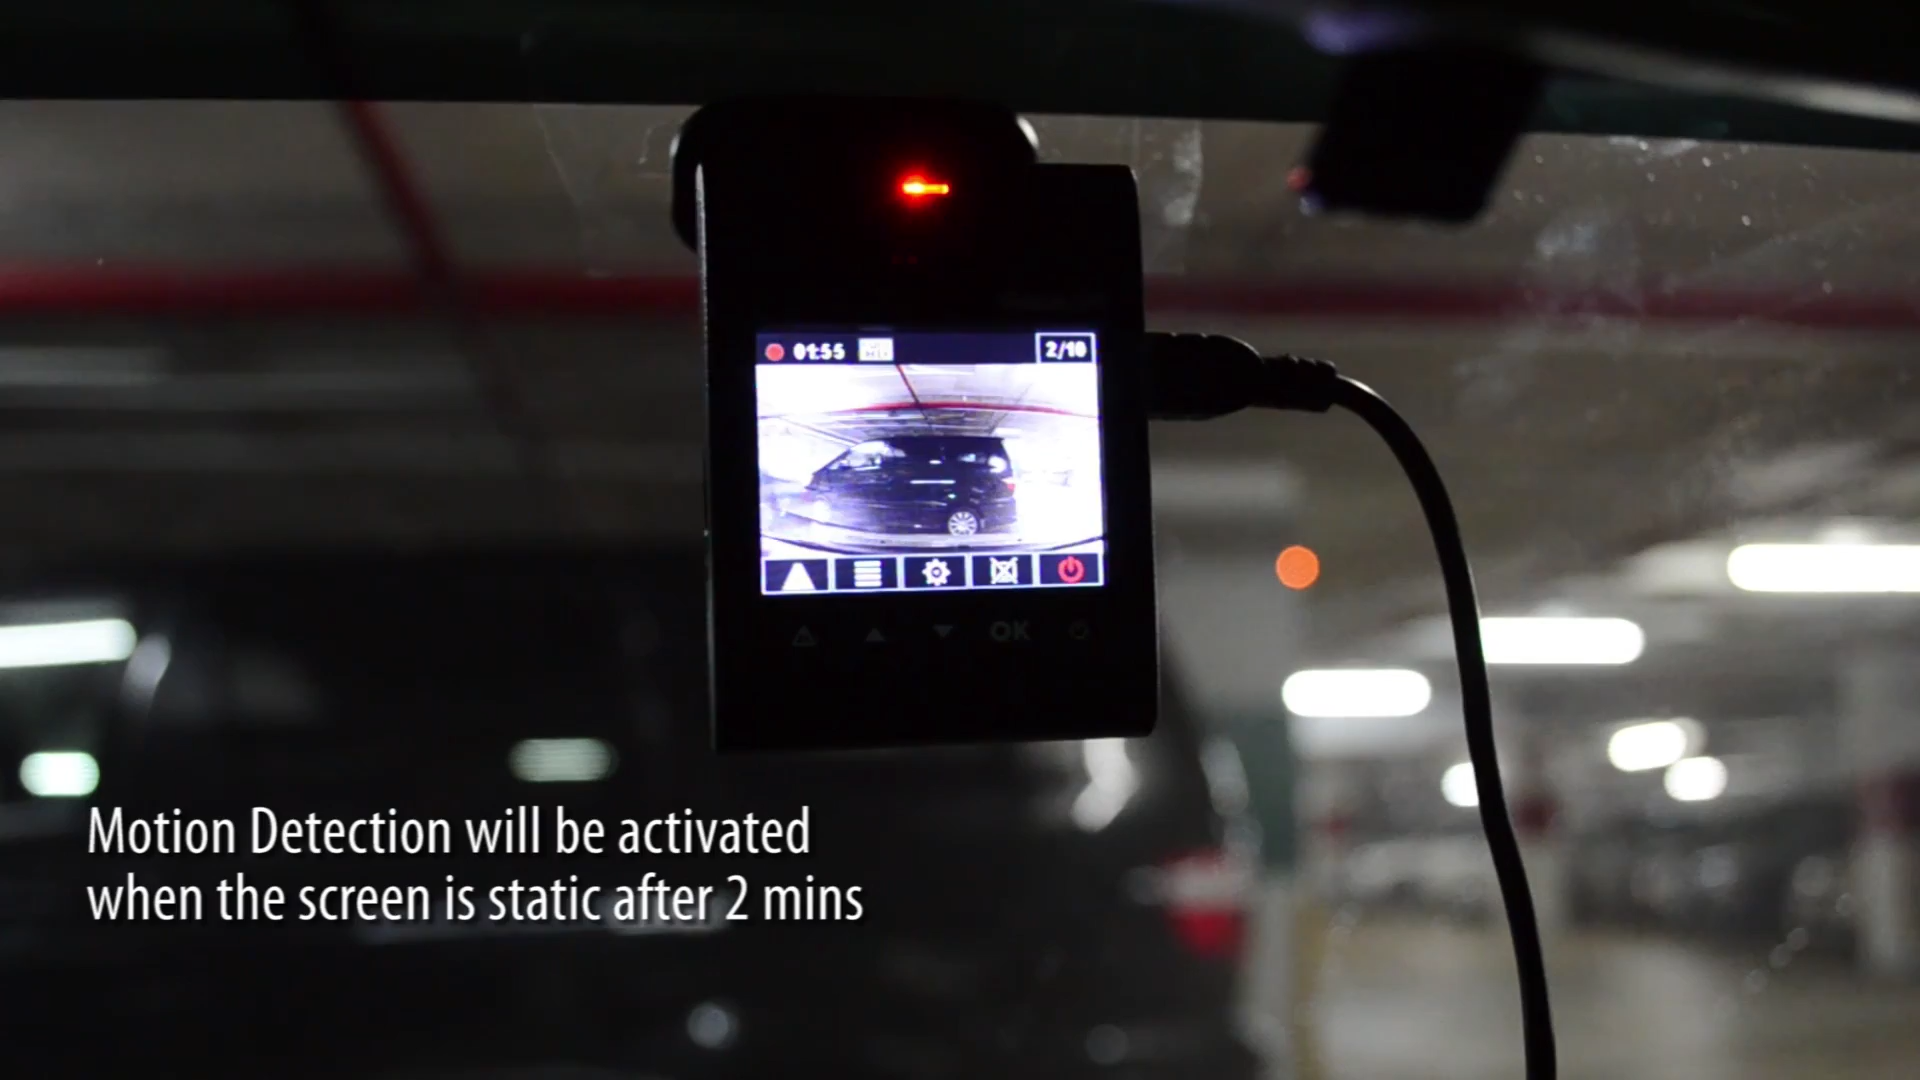 01:55
2/10
OK
Motion Detection will be activated
when the screen is static after 2 mins